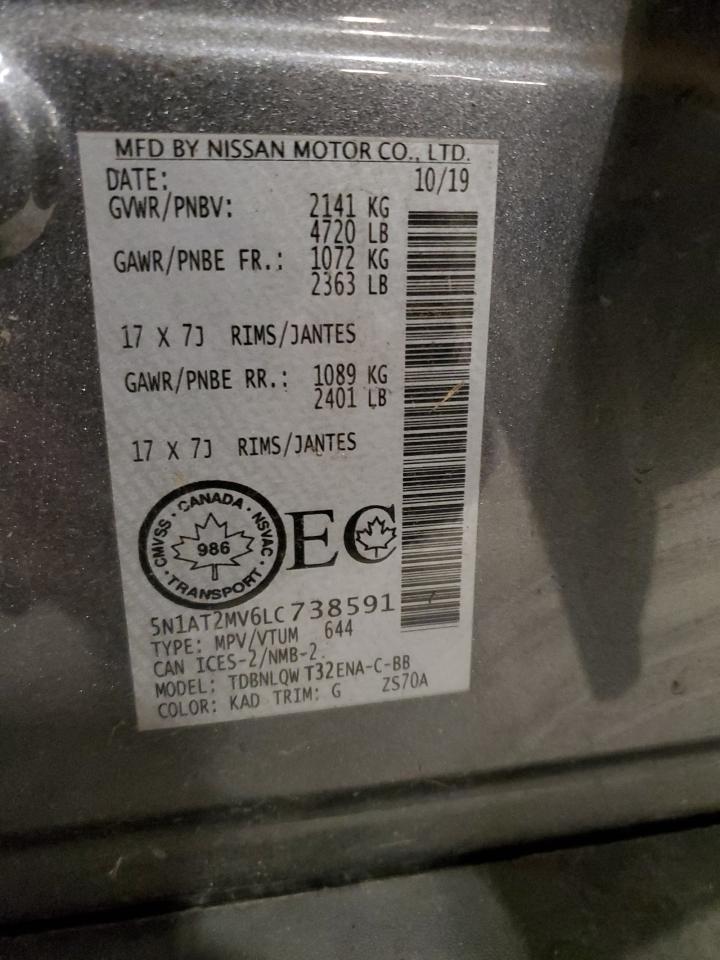 MFD BY NISSAN MOTOR CO., LTD.
DATE: 10/19
GVWR/PNBV: 2141 KG
4720 LB
GAWR/PNBE FR.: 1072 KG
2363 LB
17 X 7J RIMS/JANTES
GAWR/PNBE RR.: 1089 KG
2401 LB
17 X 7J RIMS/JANTES
· CANADA · NSVAC · TRANSPORT · CMVSS
986
EC
5N1AT2MV6LC738591
TYPE: MPV/VTUM 644
CAN ICES-2/NMB-2
MODEL: TDBNLQW T32ENA-C-BB
COLOR: KAD TRIM: G ZS70A